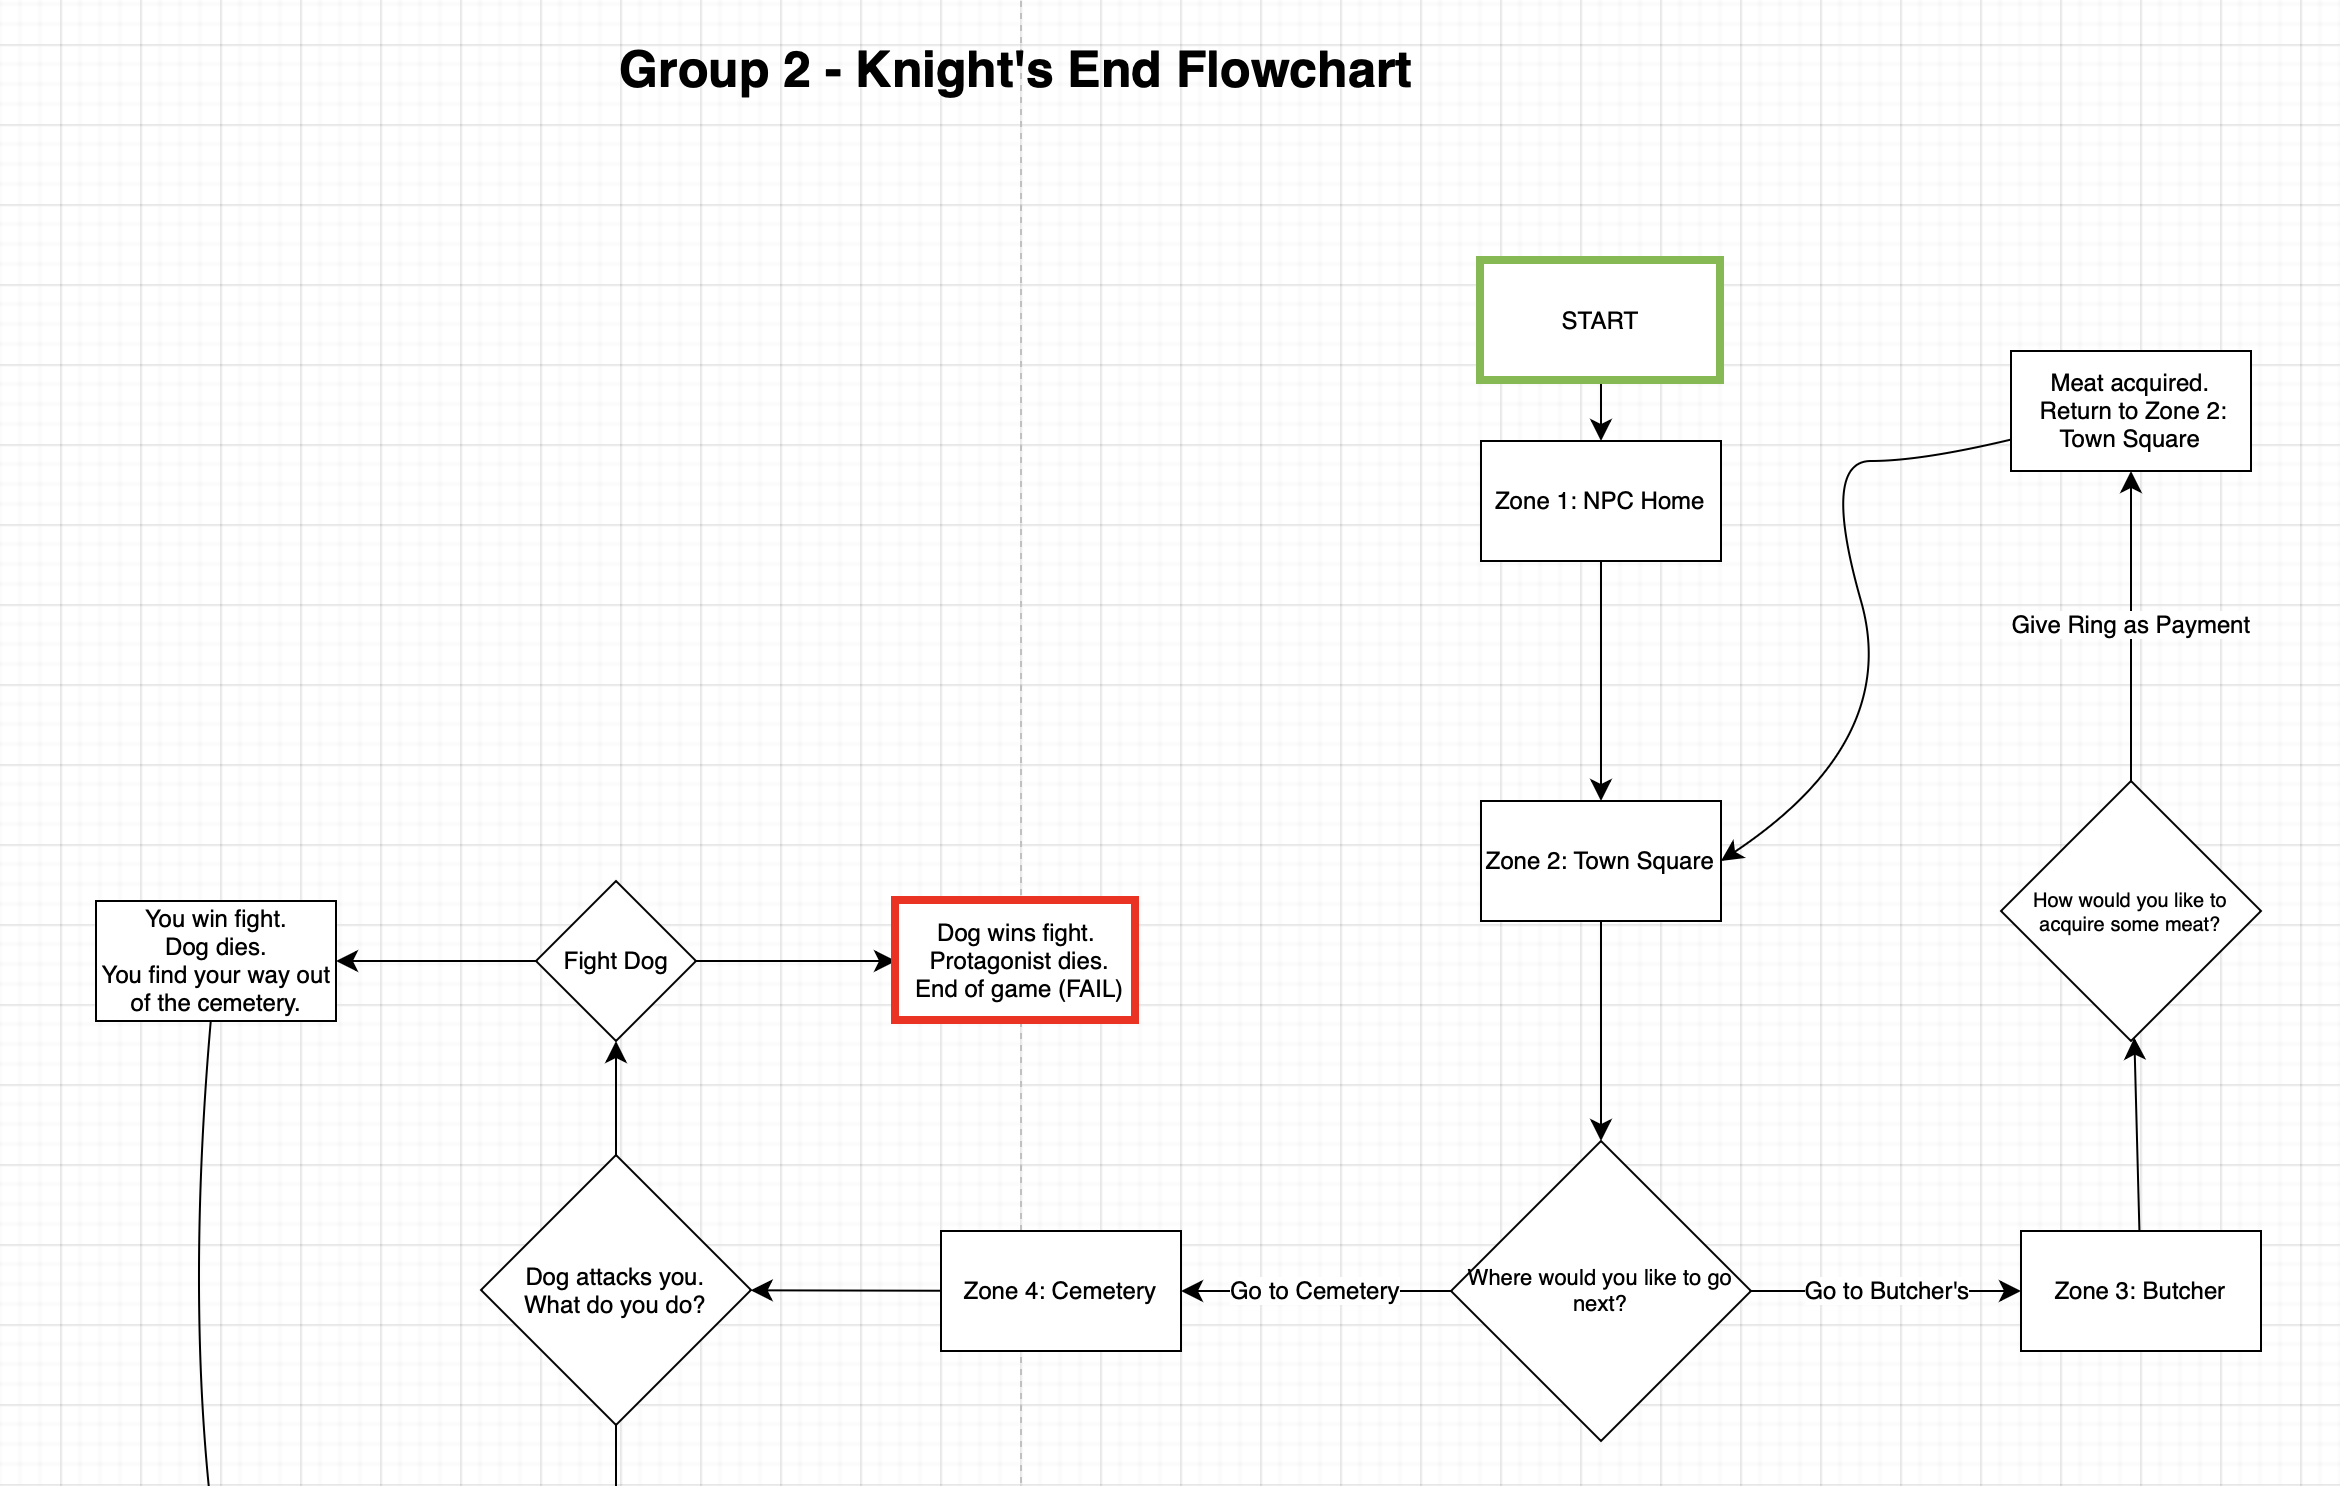 Group 2 - Knight's End Flowchart
START
Meat acquired.
Return to Zone 2:
Town Square
Zone 1: NPC Home
Give Ring as Payment
Zone 2: Town Square
How would you like to
acquire some meat?
You win fight.
Dog dies.
You find your way out
of the cemetery.
Fight Dog
Dog wins fight.
Protagonist dies.
End of game (FAIL)
Dog attacks you.
What do you do?
Zone 4: Cemetery
Go to Cemetery
Where would you like to go
next?
Go to Butcher's
Zone 3: Butcher